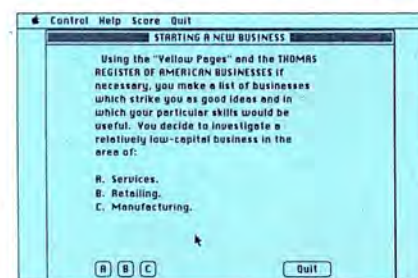 Control Help Score Quit
STARTING A NEW BUSINESS
Using the "Yellow Pages" and the THOMAS
REGISTER OF AMERICAN BUSINESSES if
necessary, you make a list of businesses
which strike you as good ideas and in
which your particular skills would be
useful. You decide to investigate a
relatively low-capital business in the
area of:
A. Services.
B. Retailing.
C. Manufacturing.
A B C Quit